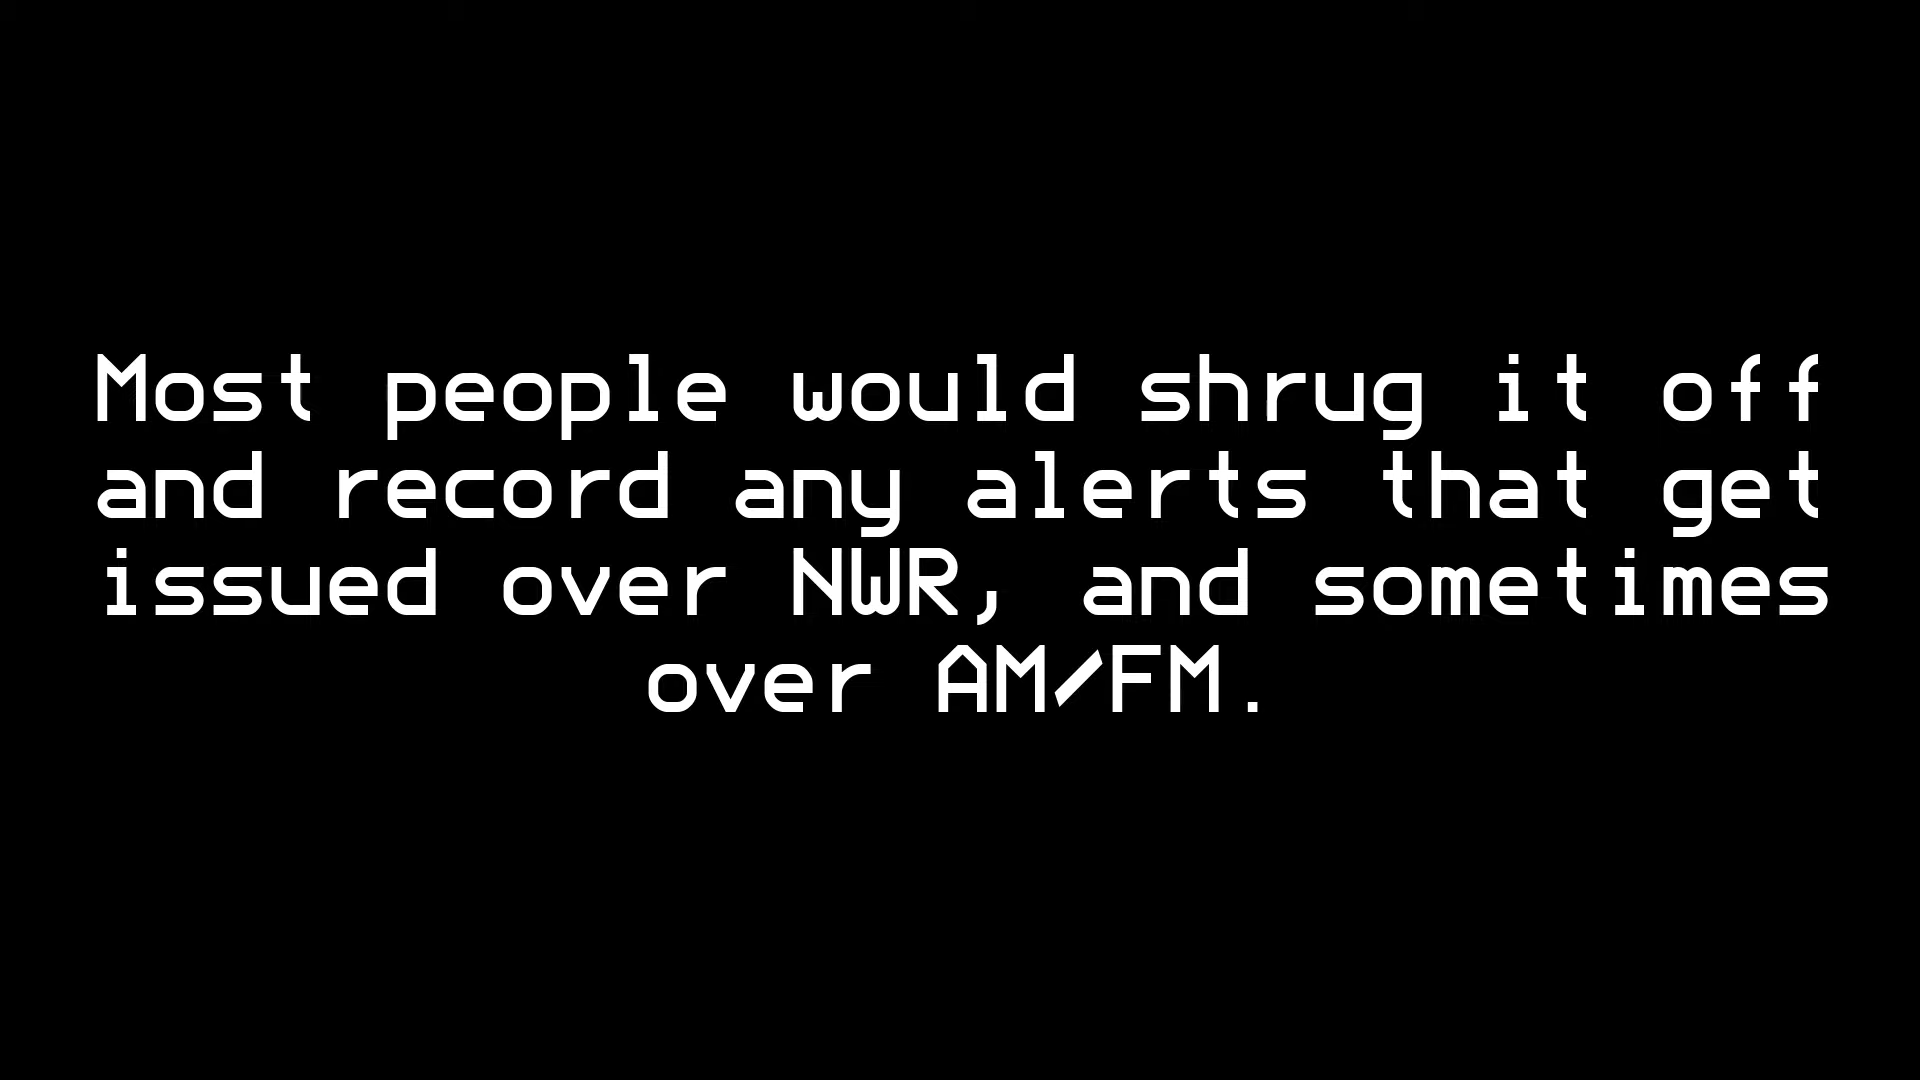 Most people would shrug it off
and record any alerts that get
issued over NWR, and sometimes
over AM/FM.